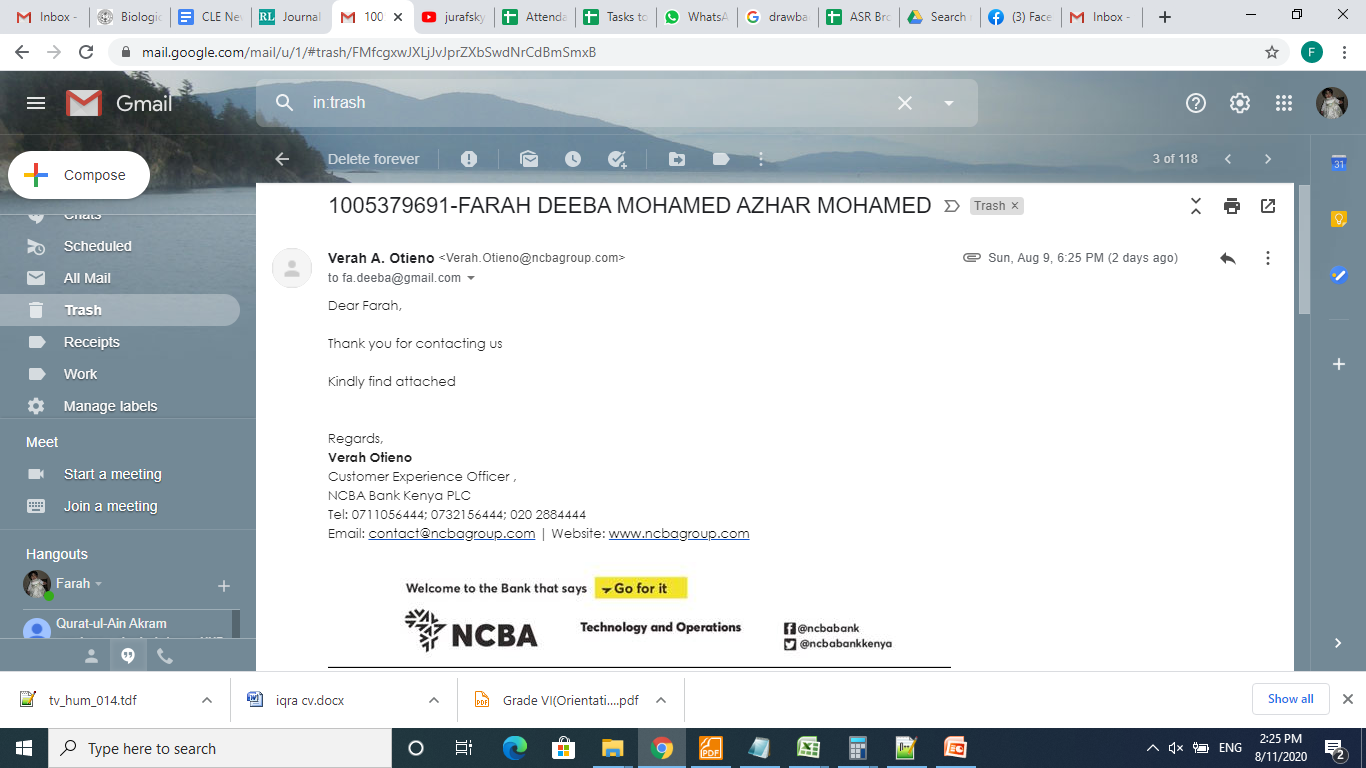 Inbox -
Biologic
CLE Ne
RL Journal
100
jurafsky
Attenda
Tasks to
WhatsA
drawba
ASR Bro
Search
(3) Face
Inbox -
mail.google.com/mail/u/1/#trash/FMfcgxwJXLjJvJprZXbSwdNrCdBmSmxB
F
Gmail
in:trash
Compose
Delete forever
3 of 118
31
Chats
Scheduled
All Mail
Trash
Receipts
Work
Manage labels
Meet
Start a meeting
Join a meeting
Hangouts
Farah
Qurat-ul-Ain Akram
1005379691-FARAH DEEBA MOHAMED AZHAR MOHAMED
Trash ×
Verah A. Otieno <Verah.Otieno@ncbagroup.com>
Sun, Aug 9, 6:25 PM (2 days ago)
to fa.deeba@gmail.com
Dear Farah,
Thank you for contacting us
Kindly find attached
Regards,
Verah Otieno
Customer Experience Officer ,
NCBA Bank Kenya PLC
Tel: 0711056444; 0732156444; 020 2884444
Email: contact@ncbagroup.com | Website: www.ncbagroup.com
Welcome to the Bank that says Go for it
NCBA
Technology and Operations
@ncbabank
@ncbabankkenya
tv_hum_014.tdf
iqra cv.docx
Grade VI(Orientati....pdf
Show all
Type here to search
ENG
2:25 PM
8/11/2020
2